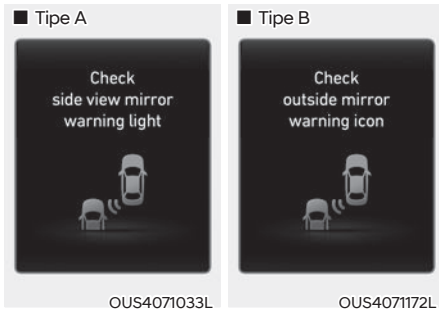 ■ Tipe A
Check
side view mirror
warning light
OUS4071033L
■ Tipe B
Check
outside mirror
warning icon
OUS4071172L